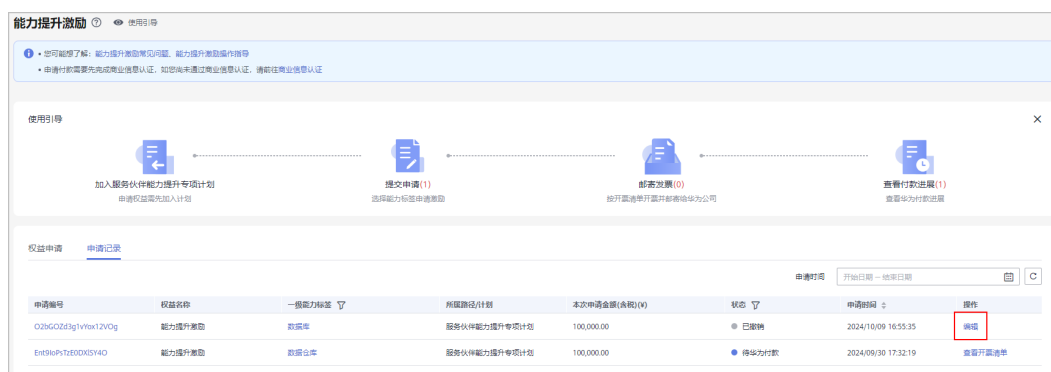 能力提升激励 使用引导
• 您可能想了解：能力提升激励常见问题、能力提升激励操作指导
• 申请付款需要先完成商业信息认证，如您尚未通过商业信息认证，请前往商业信息认证
使用引导
加入服务伙伴能力提升专项计划 提交申请(1) 邮寄发票(0) 查看付款进展(1)
申请权益需先加入计划 选择能力标签申请激励 按开票清单开票并邮寄给华为公司 查看华为付款进展
权益申请 申请记录
申请时间 开始日期 – 结束日期
申请编号 权益名称 一级能力标签 所属路径/计划 本次申请金额(含税)(¥) 状态 申请时间 操作
O2bGOZd3g1vYox12VOg 能力提升激励 数据库 服务伙伴能力提升专项计划 100,000.00 已撤销 2024/10/09 16:55:35 编辑
Ent9IoPsTzE0DXISY4O 能力提升激励 数据仓库 服务伙伴能力提升专项计划 100,000.00 待华为付款 2024/09/30 17:32:19 查看开票清单